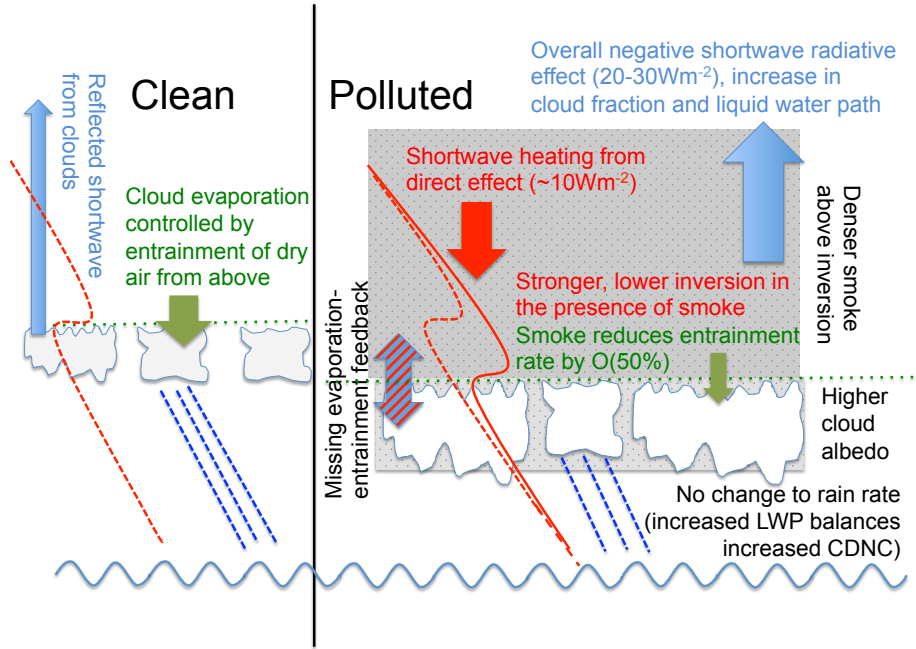 Clean
Reflected shortwave
from clouds
Cloud evaporation
controlled by
entrainment of dry
air from above
Polluted
Overall negative shortwave radiative
effect (20-30Wm⁻²), increase in
cloud fraction and liquid water path
Shortwave heating from
direct effect (~10Wm⁻²)
Denser smoke
above inversion
Stronger, lower inversion in
the presence of smoke
Smoke reduces entrainment
rate by O(50%)
Missing evaporation-
entrainment feedback
Higher
cloud
albedo
No change to rain rate
(increased LWP balances
increased CDNC)